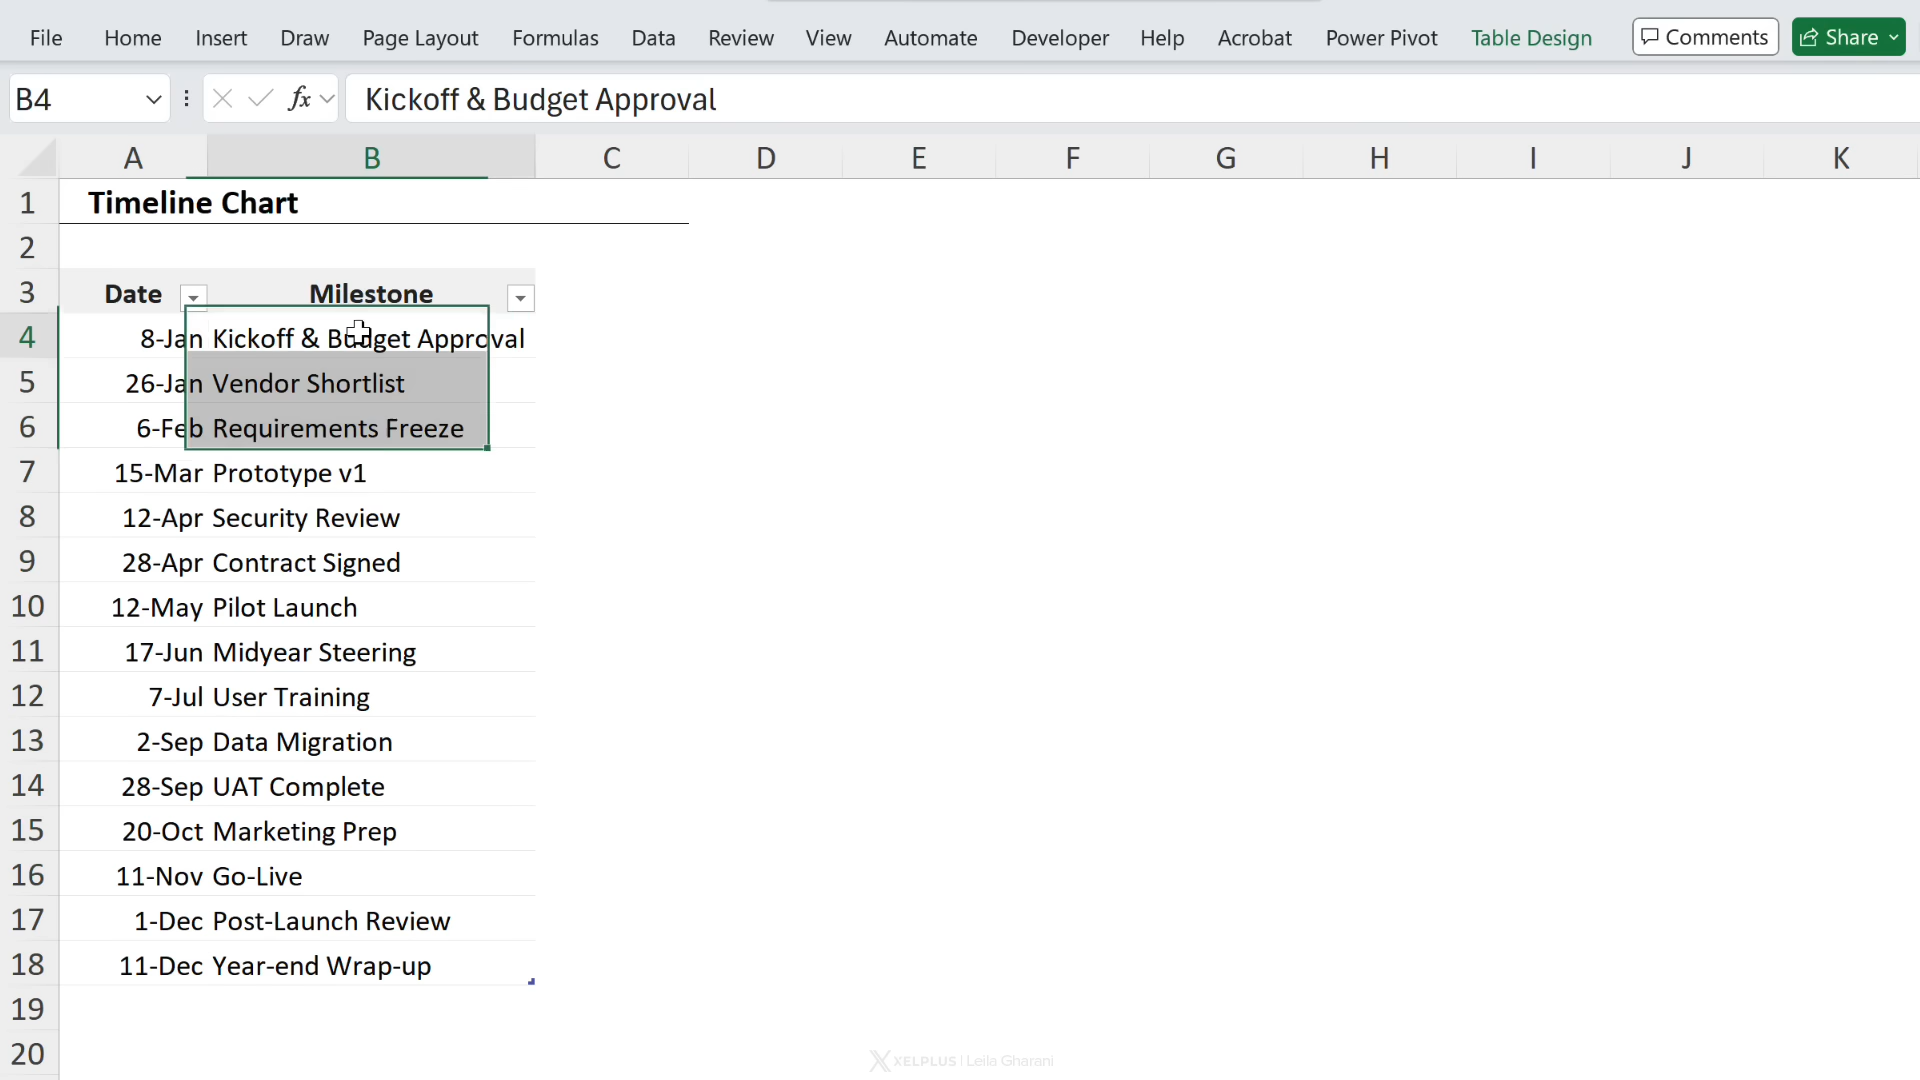 File Home Insert Draw Page Layout Formulas Data Review View Automate Developer Help Acrobat Power Pivot Table Design Comments Share
B4 fx Kickoff & Budget Approval
A B C D E F G H I J K
1 Timeline Chart
2
3 Date Milestone
4 8-Jan Kickoff & Budget Approval
5 26-Jan Vendor Shortlist
6 6-Feb Requirements Freeze
7 15-Mar Prototype v1
8 12-Apr Security Review
9 28-Apr Contract Signed
10 12-May Pilot Launch
11 17-Jun Midyear Steering
12 7-Jul User Training
13 2-Sep Data Migration
14 28-Sep UAT Complete
15 20-Oct Marketing Prep
16 11-Nov Go-Live
17 1-Dec Post-Launch Review
18 11-Dec Year-end Wrap-up
19
20
XELPLUS | Leila Gharani